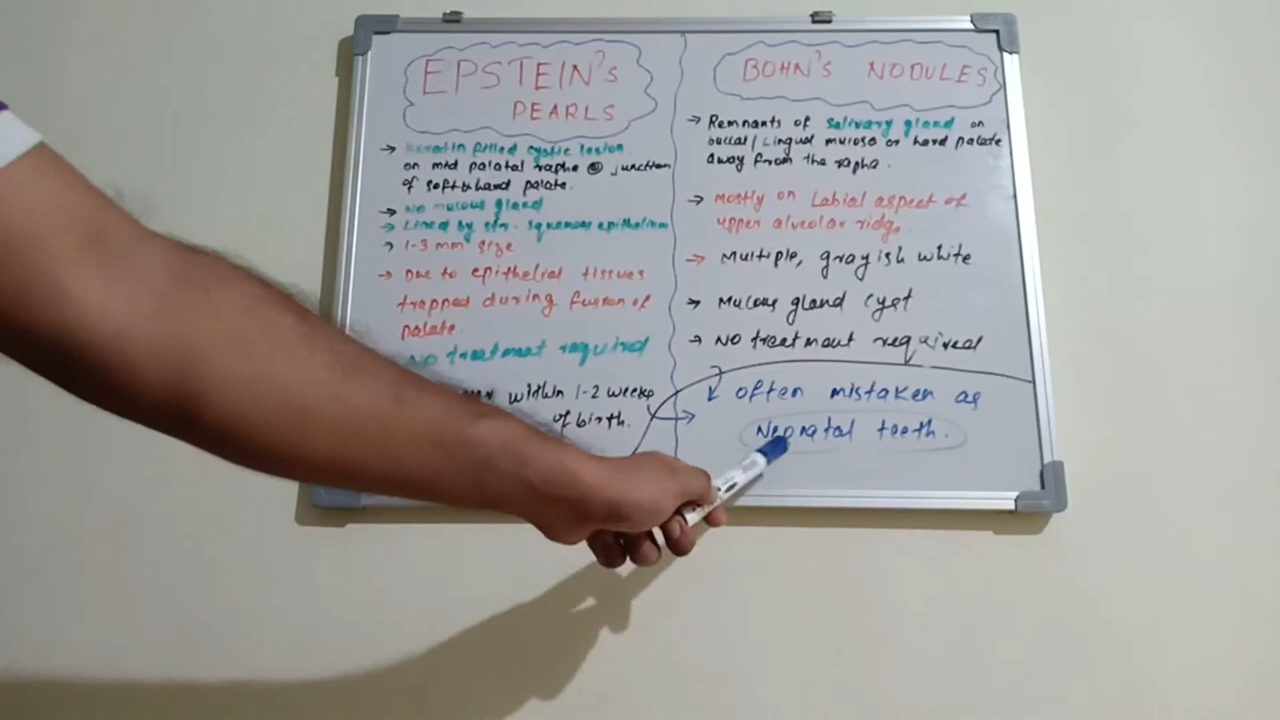 EPSTEIN's
PEARLS
→ Keratin filled cystic lesion
on mid palatal raphe @ junction
of soft & hard palate.
→ No mucous gland
→ Lined by str. squamous epithelium
→ 1-3 mm size
→ Due to epithelial tissues
trapped during fusion of
palate
No treatment required
within 1-2 weeks
of birth.
BOHN's NODULES
→ Remnants of salivary gland on
buccal/Lingual mucosa or hard palate
away from the raphe.
→ mostly on Labial aspect of
upper alveolar ridge.
→ Multiple, grayish white
→ Mucous gland cyst
→ No treatment required
often mistaken as
Neonatal teeth.